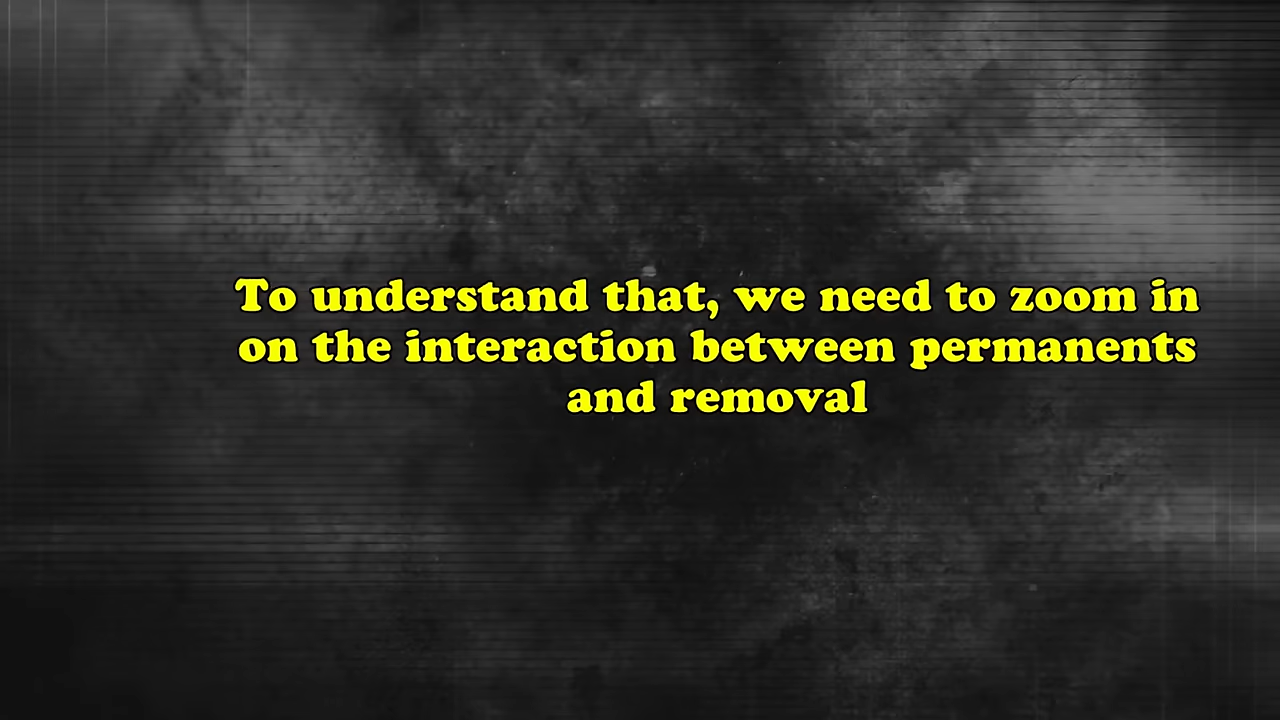 To understand that, we need to zoom in
on the interaction between permanents
and removal